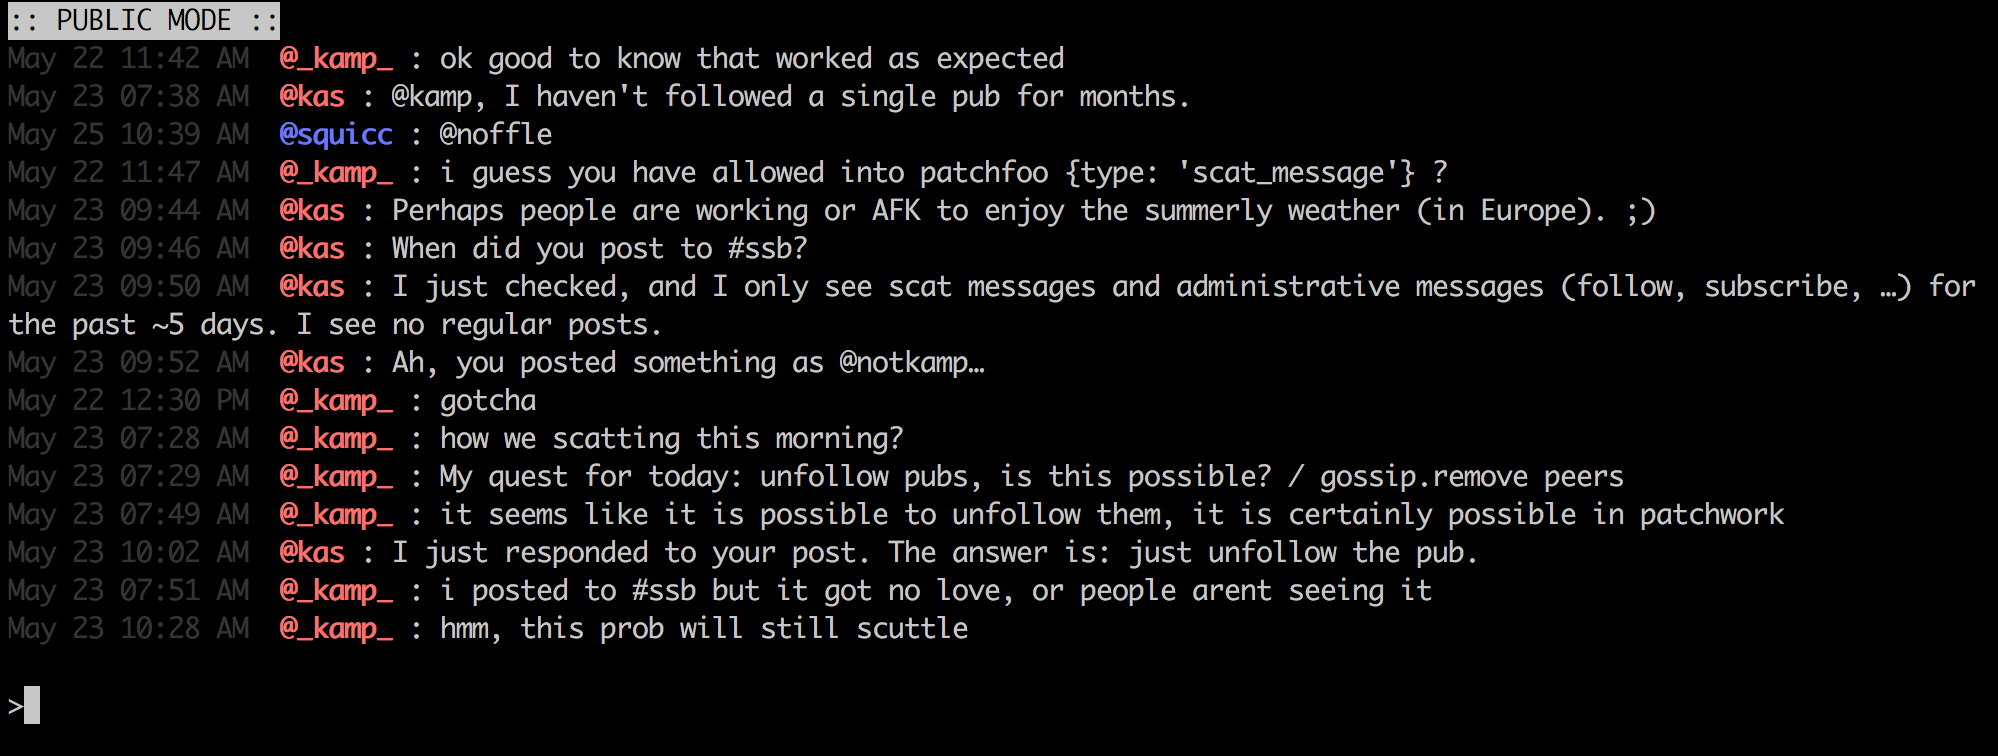 :: PUBLIC MODE ::
May 22 11:42 AM  @_kamp_ : ok good to know that worked as expected
May 23 07:38 AM  @kas : @kamp, I haven't followed a single pub for months.
May 25 10:39 AM  @squicc : @noffle
May 22 11:47 AM  @_kamp_ : i guess you have allowed into patchfoo {type: 'scat_message'} ?
May 23 09:44 AM  @kas : Perhaps people are working or AFK to enjoy the summerly weather (in Europe). ;)
May 23 09:46 AM  @kas : When did you post to #ssb?
May 23 09:50 AM  @kas : I just checked, and I only see scat messages and administrative messages (follow, subscribe, …) for
the past ~5 days. I see no regular posts.
May 23 09:52 AM  @kas : Ah, you posted something as @notkamp…
May 22 12:30 PM  @_kamp_ : gotcha
May 23 07:28 AM  @_kamp_ : how we scatting this morning?
May 23 07:29 AM  @_kamp_ : My quest for today: unfollow pubs, is this possible? / gossip.remove peers
May 23 07:49 AM  @_kamp_ : it seems like it is possible to unfollow them, it is certainly possible in patchwork
May 23 10:02 AM  @kas : I just responded to your post. The answer is: just unfollow the pub.
May 23 07:51 AM  @_kamp_ : i posted to #ssb but it got no love, or people arent seeing it
May 23 10:28 AM  @_kamp_ : hmm, this prob will still scuttle
>